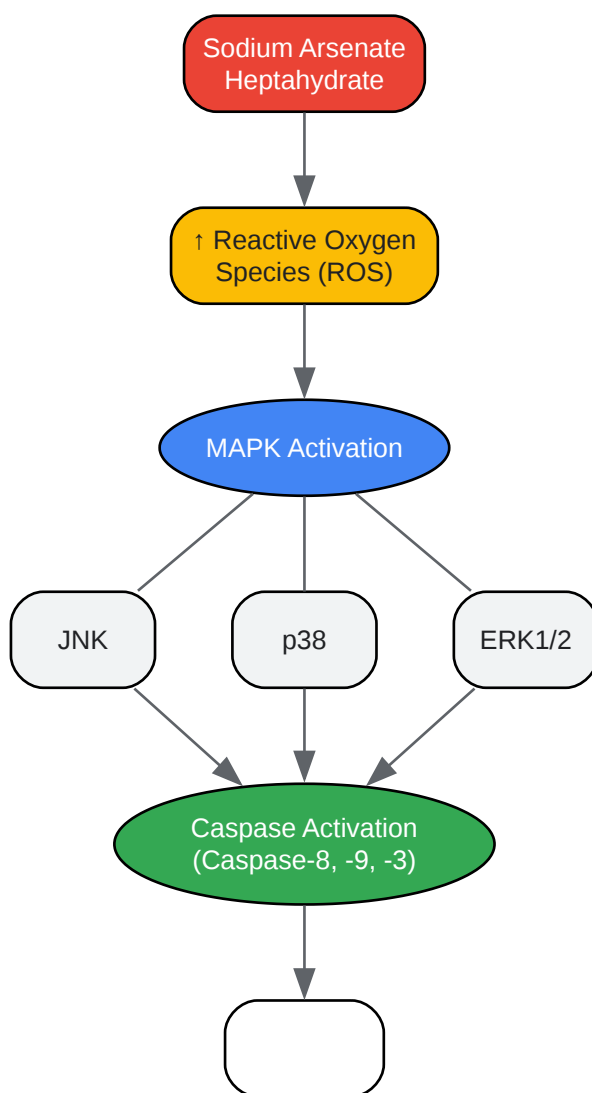 Sodium Arsenate
Heptahydrate
↑ Reactive Oxygen
Species (ROS)
MAPK Activation
JNK
p38
ERK1/2
Caspase Activation
(Caspase-8, -9, -3)